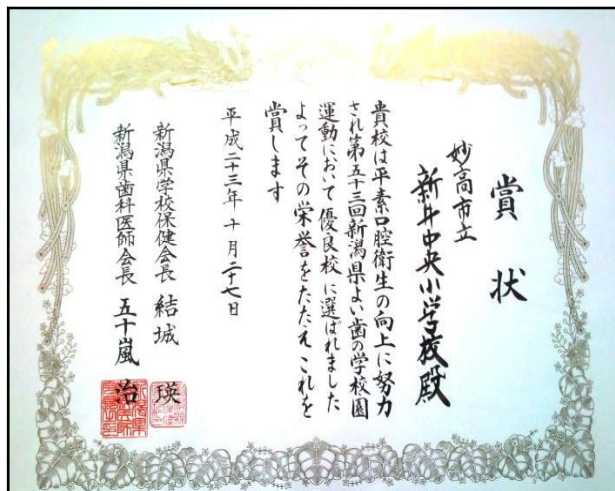 賞状
妙高市立
新井中央小学校殿
貴校は平素口腔衛生の向上に努力
され第五十三回新潟県よい歯の学校園
運動において優良校に選ばれました
よってその栄誉をたたえこれを
賞します
平成二十三年十月二十七日
新潟県学校保健会長 結城 瑛
新潟県歯科医師会長 五十嵐 治